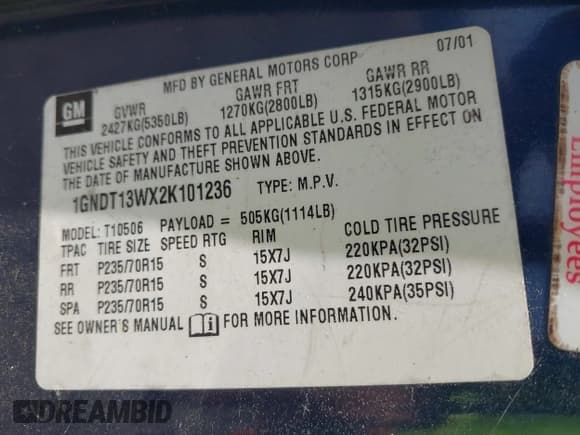 07/01
MFD BY GENERAL MOTORS CORP
GM
GVWR GAWR FRT GAWR RR
2427KG(5350LB) 1270KG(2800LB) 1315KG(2900LB)
THIS VEHICLE CONFORMS TO ALL APPLICABLE U.S. FEDERAL MOTOR
VEHICLE SAFETY AND THEFT PREVENTION STANDARDS IN EFFECT ON
THE DATE OF MANUFACTURE SHOWN ABOVE.
1GNDT13WX2K101236 TYPE: M.P.V.
MODEL: T10506 PAYLOAD = 505KG(1114LB)
TPAC TIRE SIZE SPEED RTG RIM COLD TIRE PRESSURE
FRT P235/70R15 S 15X7J 220KPA(32PSI)
RR P235/70R15 S 15X7J 220KPA(32PSI)
SPA P235/70R15 S 15X7J 240KPA(35PSI)
SEE OWNER'S MANUAL FOR MORE INFORMATION.
Employees
DREAMBID